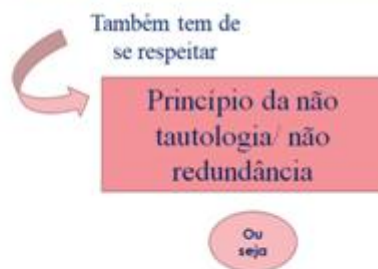 Também tem de
se respeitar
Princípio da não
tautologia/ não
redundância
Ou
seja